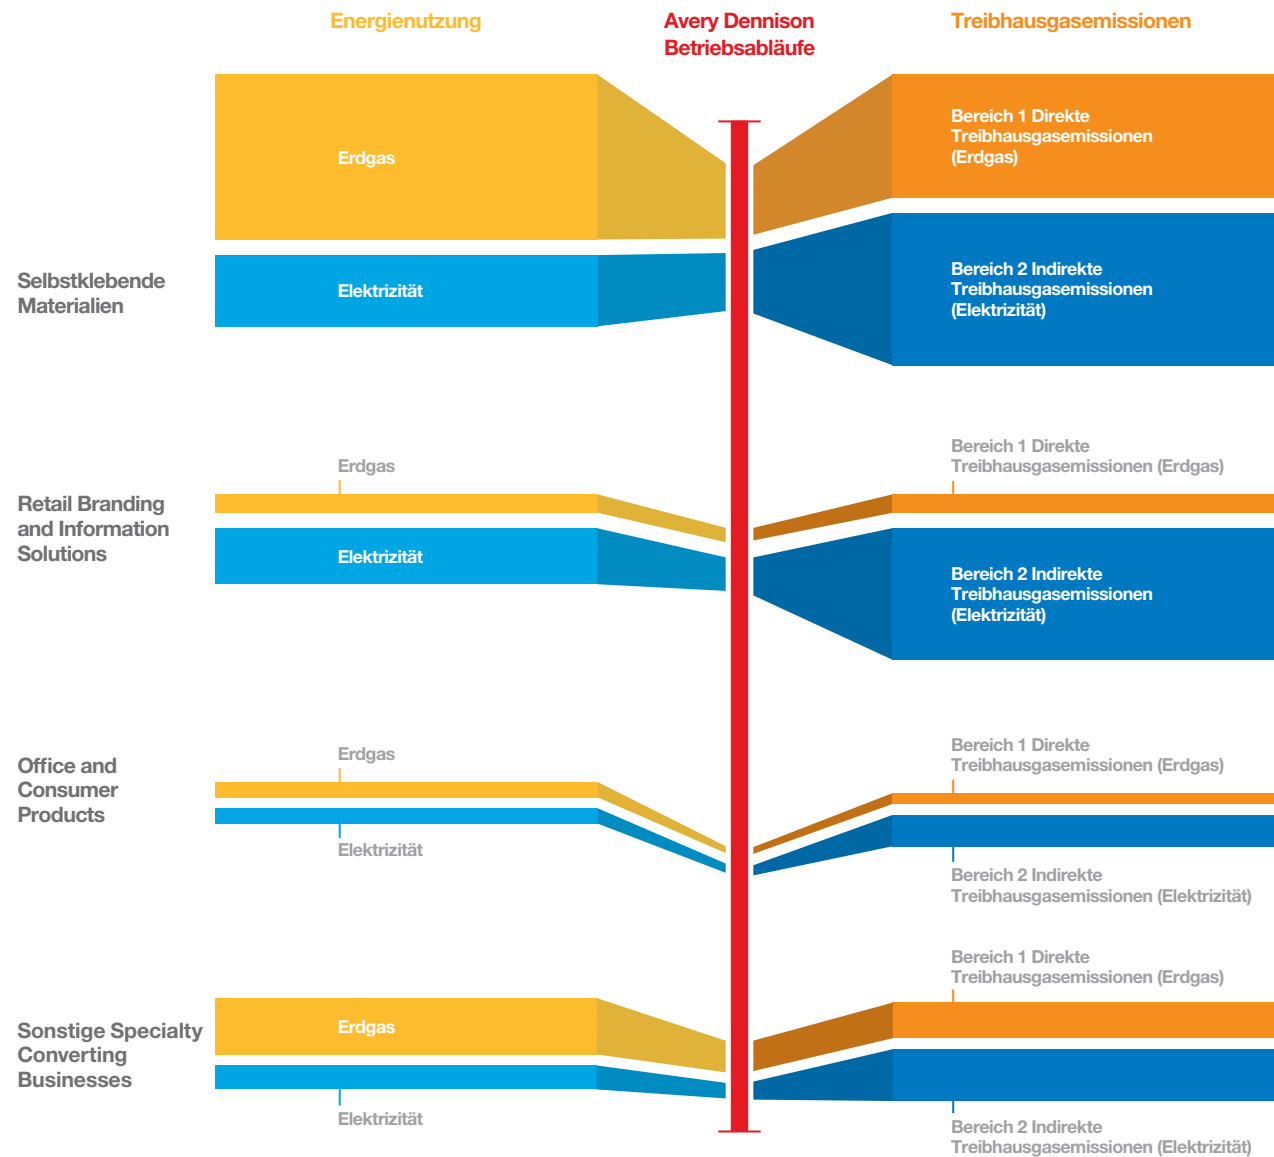 Energienutzung
Avery Dennison
Betriebsabläufe
Treibhausgasemissionen
Selbstklebende
Materialien
Erdgas
Elektrizität
Bereich 1 Direkte
Treibhausgasemissionen
(Erdgas)
Bereich 2 Indirekte
Treibhausgasemissionen
(Elektrizität)
Retail Branding
and Information
Solutions
Erdgas
Elektrizität
Bereich 1 Direkte
Treibhausgasemissionen (Erdgas)
Bereich 2 Indirekte
Treibhausgasemissionen
(Elektrizität)
Office and
Consumer
Products
Erdgas
Elektrizität
Bereich 1 Direkte
Treibhausgasemissionen (Erdgas)
Bereich 2 Indirekte
Treibhausgasemissionen (Elektrizität)
Sonstige Specialty
Converting
Businesses
Erdgas
Elektrizität
Bereich 1 Direkte
Treibhausgasemissionen (Erdgas)
Bereich 2 Indirekte
Treibhausgasemissionen (Elektrizität)